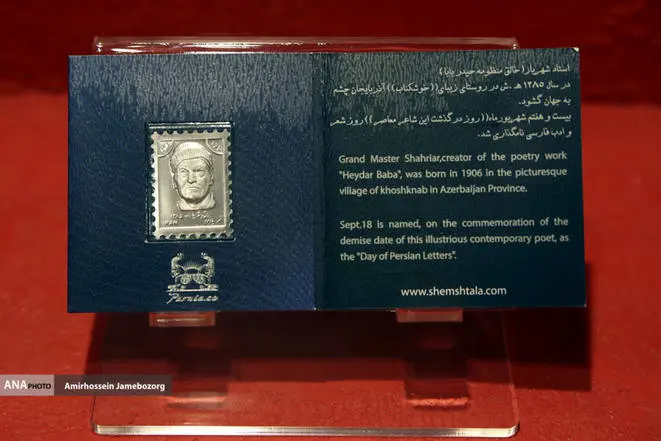 استاد شهریار(خالق منظومه حیدر بابا)
در سال ۱۲۸۵ هـ .ش در روستای زیبای((خوشکناب)) آذربایجان چشم
به جهان گشود.
بیست و هفتم شهریورماه((روز درگذشت این شاعر معاصر)) روز شعر
و ادب فارسی نامگذاری شد.
Grand Master Shahriar,creator of the poetry work
"Heydar Baba", was born in 1906 in the picturesque
village of khoshknab in Azerbaijan Province.
Sept.18 is named, on the commemoration of the
demise date of this illustrious contemporary poet, as
the "Day of Persian Letters".
www.shemshtala.com
IRAN
Persia.co
ANA PHOTO
Amirhossein Jamebozorg